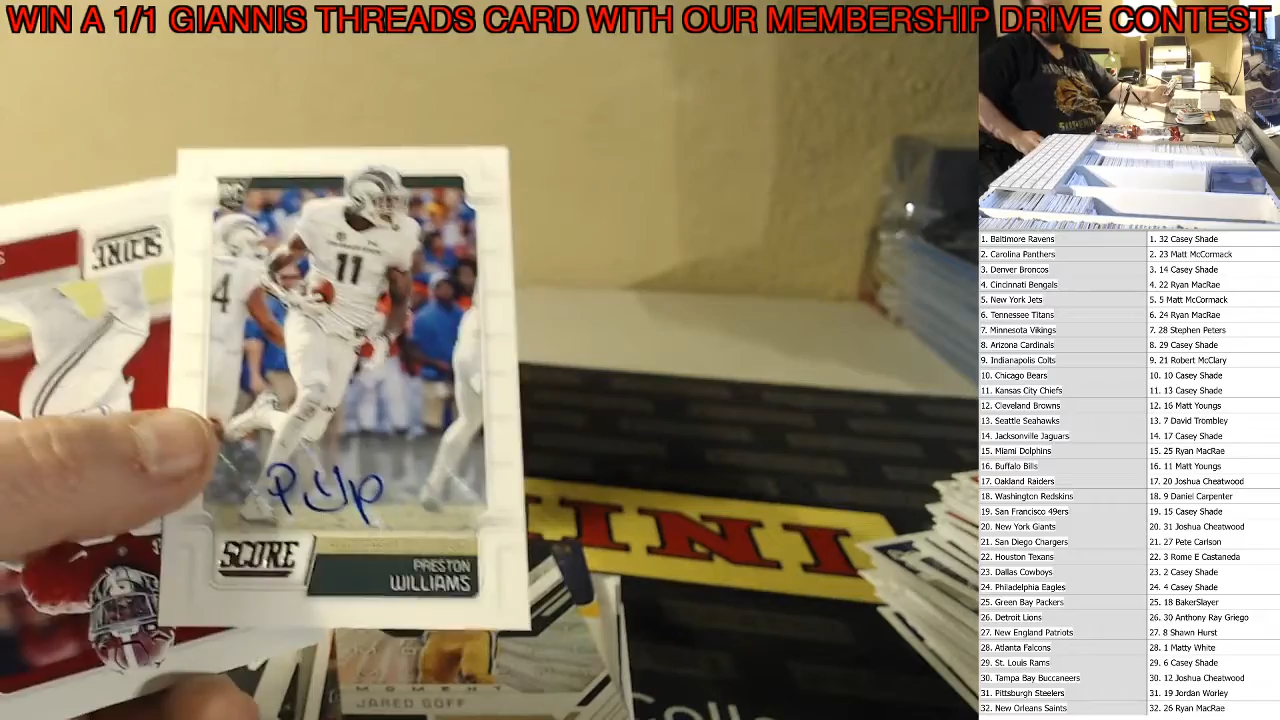 WIN A 1/1 GIANNIS THREADS CARD WITH OUR MEMBERSHIP DRIVE CONTEST
SCORE
RC
11
4
SCORE
PRESTON
WILLIAMS
PANINI
MOMENT
JARED GOFF
1. Baltimore Ravens 1. 32 Casey Shade
2. Carolina Panthers 2. 23 Matt McCormack
3. Denver Broncos 3. 14 Casey Shade
4. Cincinnati Bengals 4. 22 Ryan MacRae
5. New York Jets 5. 5 Matt McCormack
6. Tennessee Titans 6. 24 Ryan MacRae
7. Minnesota Vikings 7. 28 Stephen Peters
8. Arizona Cardinals 8. 29 Casey Shade
9. Indianapolis Colts 9. 21 Robert McClary
10. Chicago Bears 10. 10 Casey Shade
11. Kansas City Chiefs 11. 13 Casey Shade
12. Cleveland Browns 12. 16 Matt Youngs
13. Seattle Seahawks 13. 7 David Trombley
14. Jacksonville Jaguars 14. 17 Casey Shade
15. Miami Dolphins 15. 25 Ryan MacRae
16. Buffalo Bills 16. 11 Matt Youngs
17. Oakland Raiders 17. 20 Joshua Cheatwood
18. Washington Redskins 18. 9 Daniel Carpenter
19. San Francisco 49ers 19. 15 Casey Shade
20. New York Giants 20. 31 Joshua Cheatwood
21. San Diego Chargers 21. 27 Pete Carlson
22. Houston Texans 22. 3 Rome E Castaneda
23. Dallas Cowboys 23. 2 Casey Shade
24. Philadelphia Eagles 24. 4 Casey Shade
25. Green Bay Packers 25. 18 BakerSlayer
26. Detroit Lions 26. 30 Anthony Ray Griego
27. New England Patriots 27. 8 Shawn Hurst
28. Atlanta Falcons 28. 1 Matty White
29. St. Louis Rams 29. 6 Casey Shade
30. Tampa Bay Buccaneers 30. 12 Joshua Cheatwood
31. Pittsburgh Steelers 31. 19 Jordan Worley
32. New Orleans Saints 32. 26 Ryan MacRae